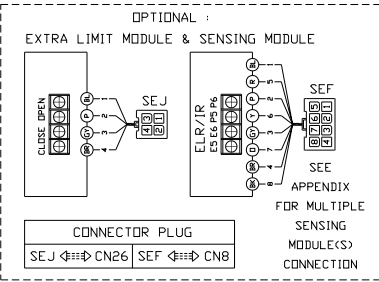 OPTIONAL :
EXTRA LIMIT MODULE & SENSING MODULE
CLOSE OPEN
BL 1
P 2
GY 3
BR 4
SEJ
3 1
4 2
ELR/IR
E5 E6 P5 P6
BL 1
R 5
P 2
Y 6
GY 3
O 7
BR 4
BK 8
SEF
5 1
6 2
7 3
8 4
SEE
APPENDIX
FOR MULTIPLE
SENSING
MODULE(S)
CONNECTION
CONNECTOR PLUG
SEJ CN26
SEF CN8